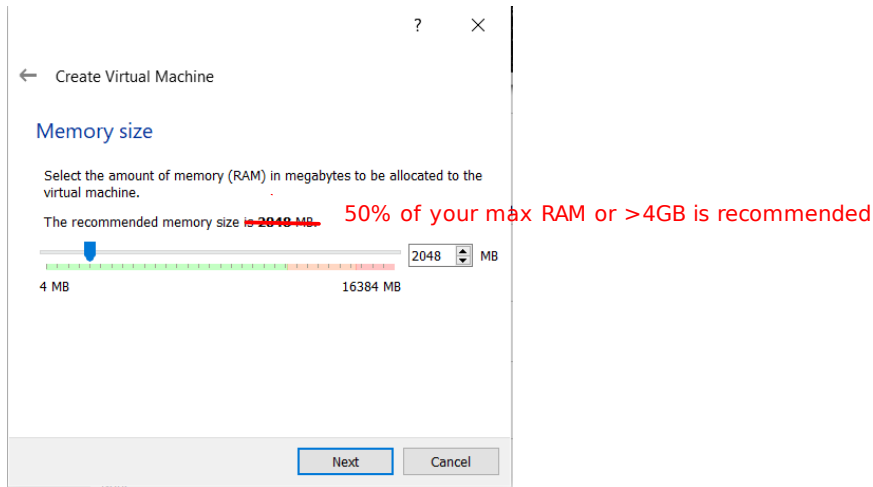 ?
Create Virtual Machine
Memory size
Select the amount of memory (RAM) in megabytes to be allocated to the
virtual machine.
The recommended memory size is 2048 MB.
50% of your max RAM or >4GB is recommended
2048 MB
4 MB
16384 MB
Next
Cancel